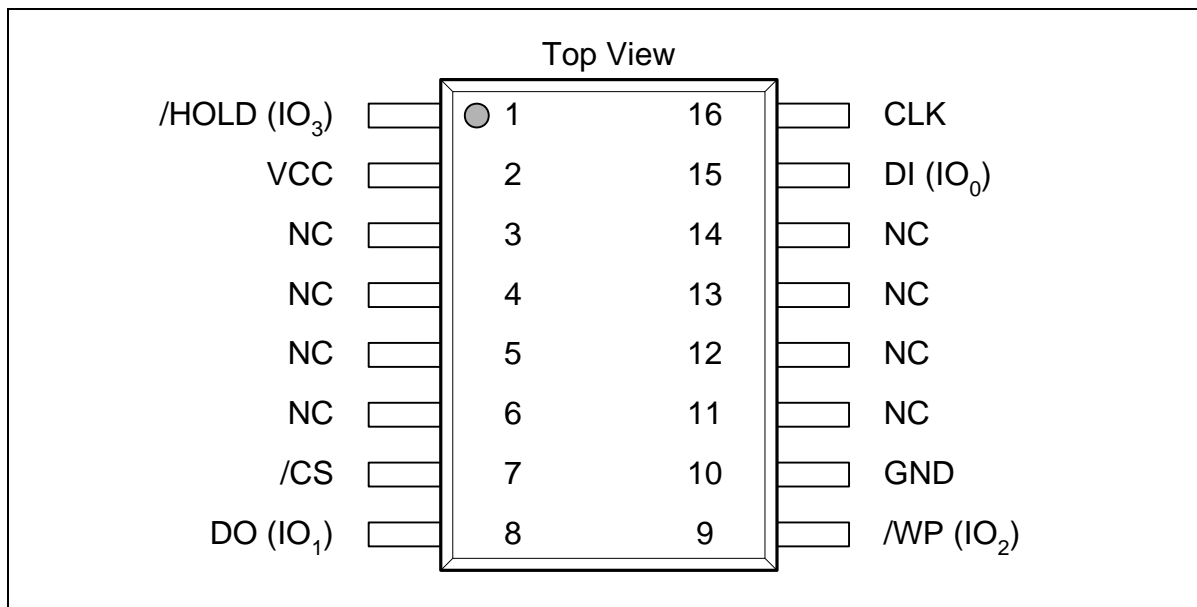 Top View
/HOLD (IO3) 1 16 CLK
VCC 2 15 DI (IO0)
NC 3 14 NC
NC 4 13 NC
NC 5 12 NC
NC 6 11 NC
/CS 7 10 GND
DO (IO1) 8 9 /WP (IO2)